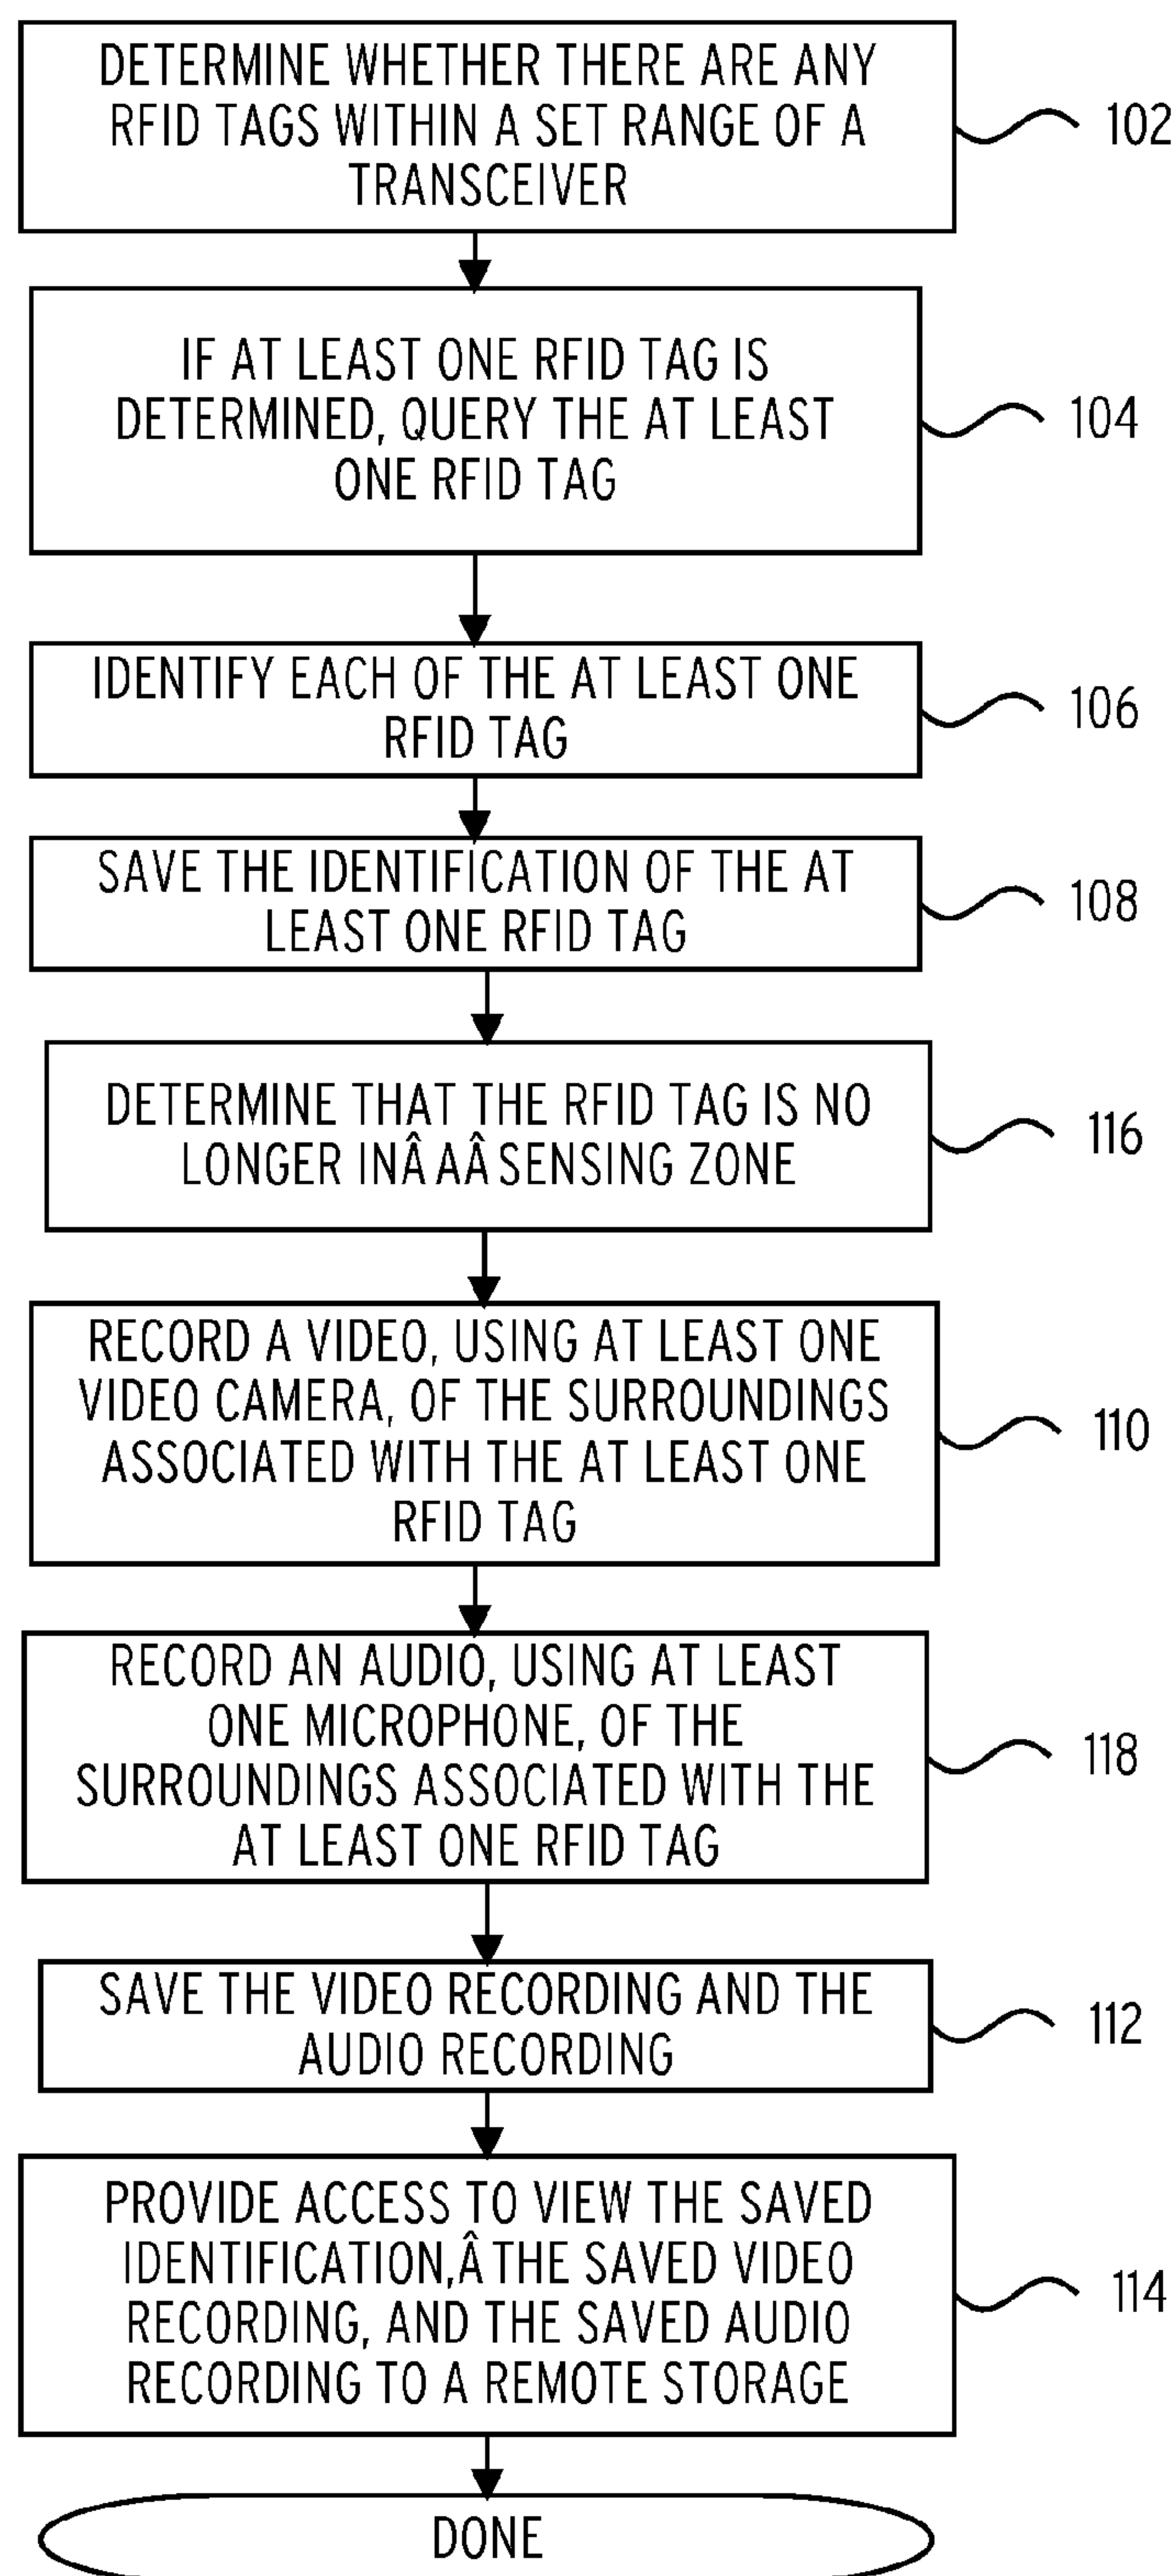 DETERMINE WHETHER THERE ARE ANY
RFID TAGS WITHIN A SET RANGE OF A
TRANSCEIVER
102
IF AT LEAST ONE RFID TAG IS
DETERMINED, QUERY THE AT LEAST
ONE RFID TAG
104
IDENTIFY EACH OF THE AT LEAST ONE
RFID TAG
106
SAVE THE IDENTIFICATION OF THE AT
LEAST ONE RFID TAG
108
DETERMINE THAT THE RFID TAG IS NO
LONGER INÂ AÂ SENSING ZONE
116
RECORD A VIDEO, USING AT LEAST ONE
VIDEO CAMERA, OF THE SURROUNDINGS
ASSOCIATED WITH THE AT LEAST ONE
RFID TAG
110
RECORD AN AUDIO, USING AT LEAST
ONE MICROPHONE, OF THE
SURROUNDINGS ASSOCIATED WITH THE
AT LEAST ONE RFID TAG
118
SAVE THE VIDEO RECORDING AND THE
AUDIO RECORDING
112
PROVIDE ACCESS TO VIEW THE SAVED
IDENTIFICATION,Â THE SAVED VIDEO
RECORDING, AND THE SAVED AUDIO
RECORDING TO A REMOTE STORAGE
114
DONE